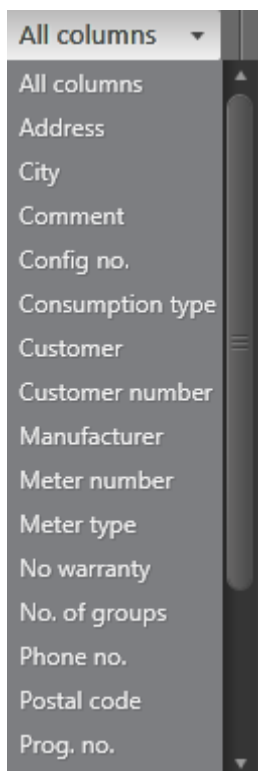 All columns
All columns
Address
City
Comment
Config no.
Consumption type
Customer
Customer number
Manufacturer
Meter number
Meter type
No warranty
No. of groups
Phone no.
Postal code
Prog. no.